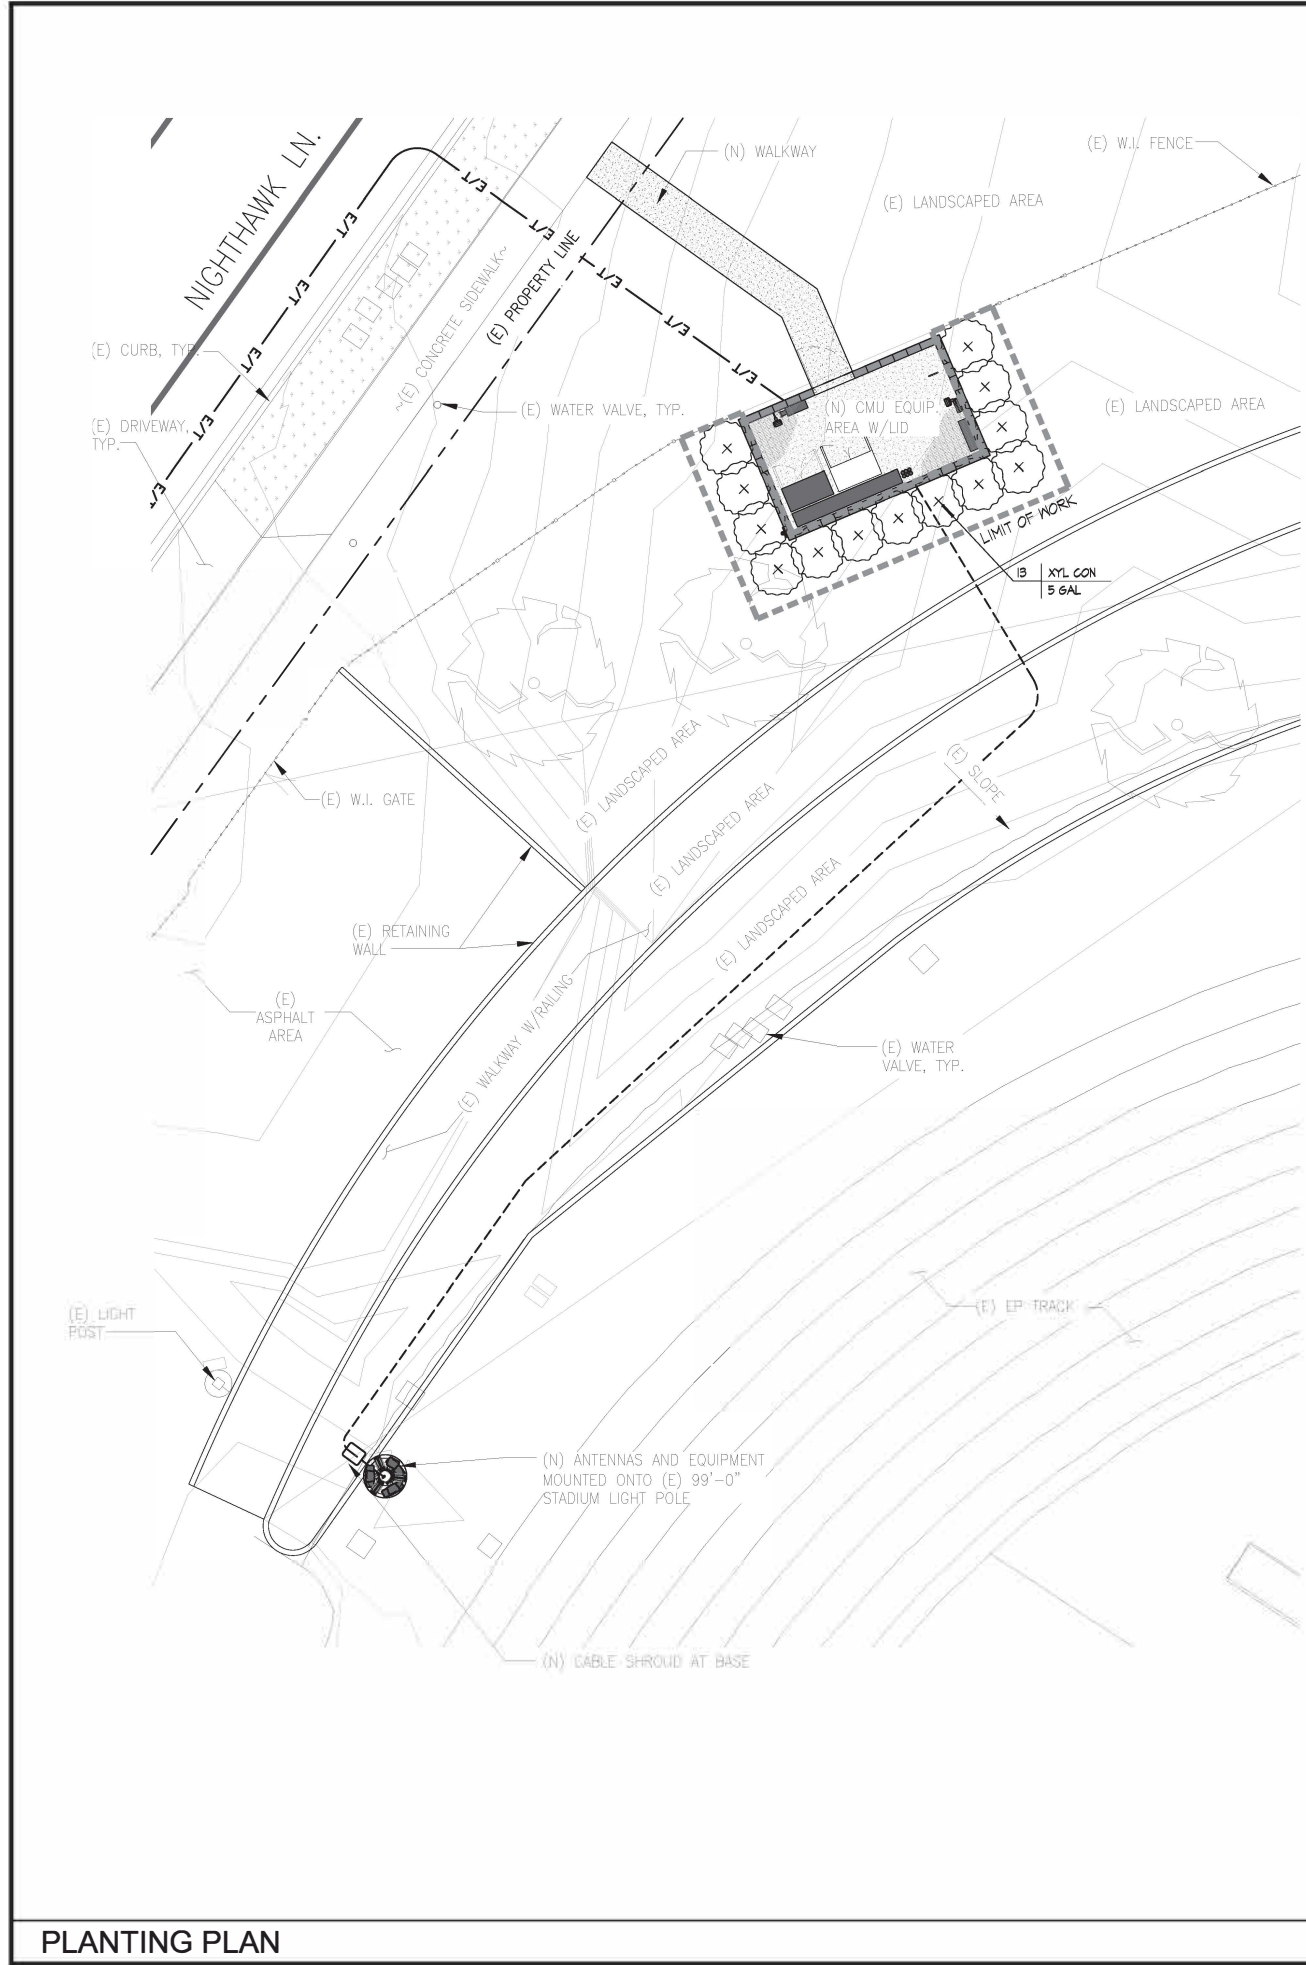 NIGHTHAWK LN.
(N) WALKWAY
(E) W.I. FENCE
(E) LANDSCAPED AREA
E/T
E/T
E/T
E/T
E/T
E/T
E/T
E/T
E/T
E/T
(E) PROPERTY LINE
~(E) CONCRETE SIDEWALK~
(E) CURB, TYP.
(E) DRIVEWAY,
TYP.
(E) WATER VALVE, TYP.
(N) CMU EQUIP.
AREA W/LID
(E) LANDSCAPED AREA
LIMIT OF WORK
13 XYL CON
5 GAL
(E) SLOPE
(E) W.I. GATE
(E) LANDSCAPED AREA
(E) LANDSCAPED AREA
(E) LANDSCAPED AREA
(E) RETAINING
WALL
(E)
ASPHALT
AREA
(E) WALKWAY W/RAILING
(E) WATER
VALVE, TYP.
(E) LIGHT
POST
(E) EP TRACK
(N) ANTENNAS AND EQUIPMENT
MOUNTED ONTO (E) 99'-0"
STADIUM LIGHT POLE
(N) CABLE SHROUD AT BASE
PLANTING PLAN